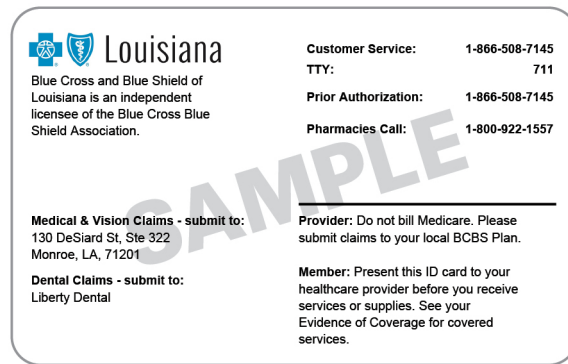 Louisiana
Blue Cross and Blue Shield of
Louisiana is an independent
licensee of the Blue Cross Blue
Shield Association.
Customer Service: 1-866-508-7145
TTY: 711
Prior Authorization: 1-866-508-7145
Pharmacies Call: 1-800-922-1557
SAMPLE
Medical & Vision Claims - submit to:
130 DeSiard St, Ste 322
Monroe, LA, 71201
Dental Claims - submit to:
Liberty Dental
Provider: Do not bill Medicare. Please
submit claims to your local BCBS Plan.
Member: Present this ID card to your
healthcare provider before you receive
services or supplies. See your
Evidence of Coverage for covered
services.